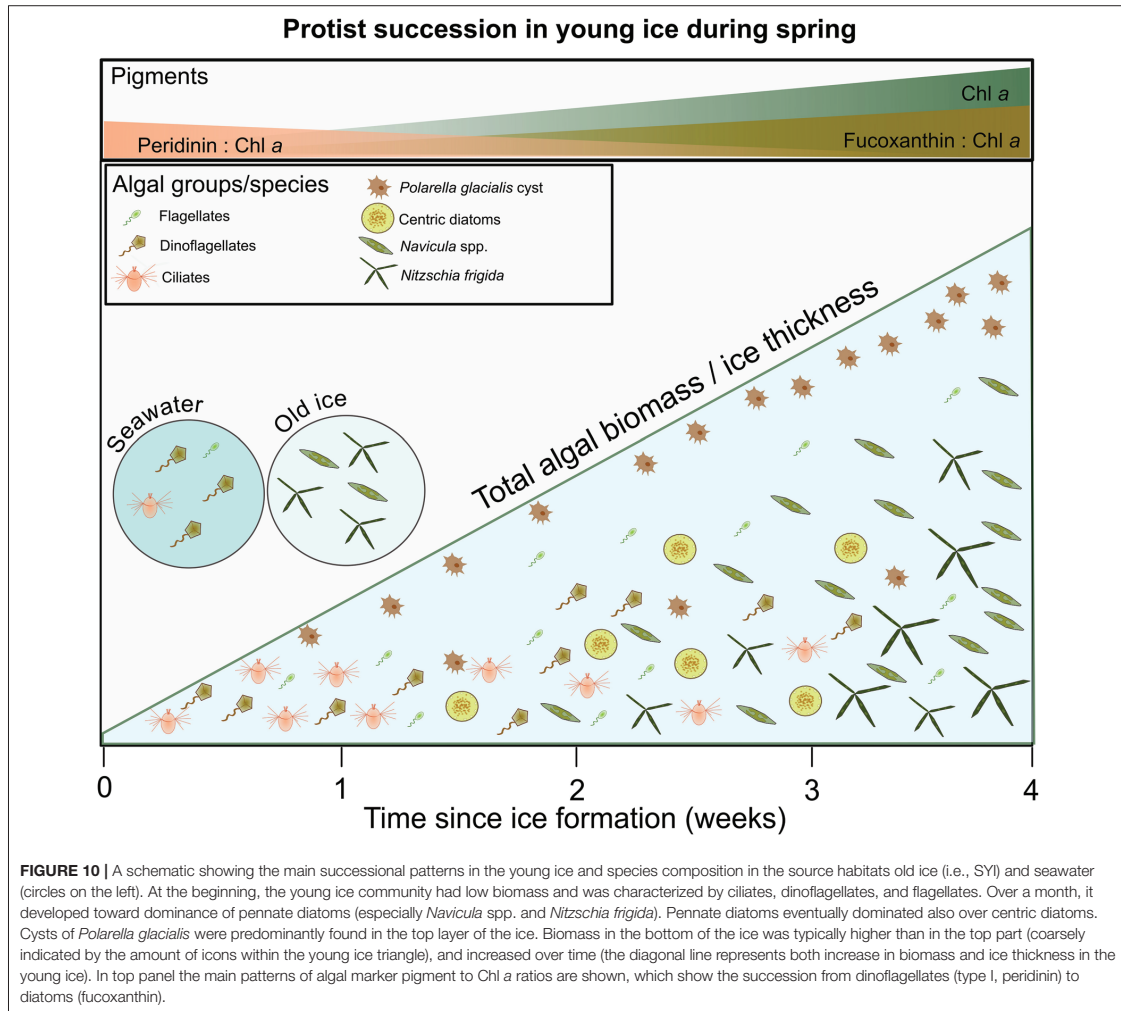 Protist succession in young ice during spring
Pigments
Chl a
Peridinin : Chl a
Fucoxanthin : Chl a
Algal groups/species
Flagellates
Dinoflagellates
Ciliates
Polarella glacialis cyst
Centric diatoms
Navicula spp.
Nitzschia frigida
Seawater
Old ice
Total algal biomass / ice thickness
0 1 2 3 4
Time since ice formation (weeks)
FIGURE 10 | A schematic showing the main successional patterns in the young ice and species composition in the source habitats old ice (i.e., SYI) and seawater
(circles on the left). At the beginning, the young ice community had low biomass and was characterized by ciliates, dinoflagellates, and flagellates. Over a month, it
developed toward dominance of pennate diatoms (especially Navicula spp. and Nitzschia frigida). Pennate diatoms eventually dominated also over centric diatoms.
Cysts of Polarella glacialis were predominantly found in the top layer of the ice. Biomass in the bottom of the ice was typically higher than in the top part (coarsely
indicated by the amount of icons within the young ice triangle), and increased over time (the diagonal line represents both increase in biomass and ice thickness in the
young ice). In top panel the main patterns of algal marker pigment to Chl a ratios are shown, which show the succession from dinoflagellates (type I, peridinin) to
diatoms (fucoxanthin).